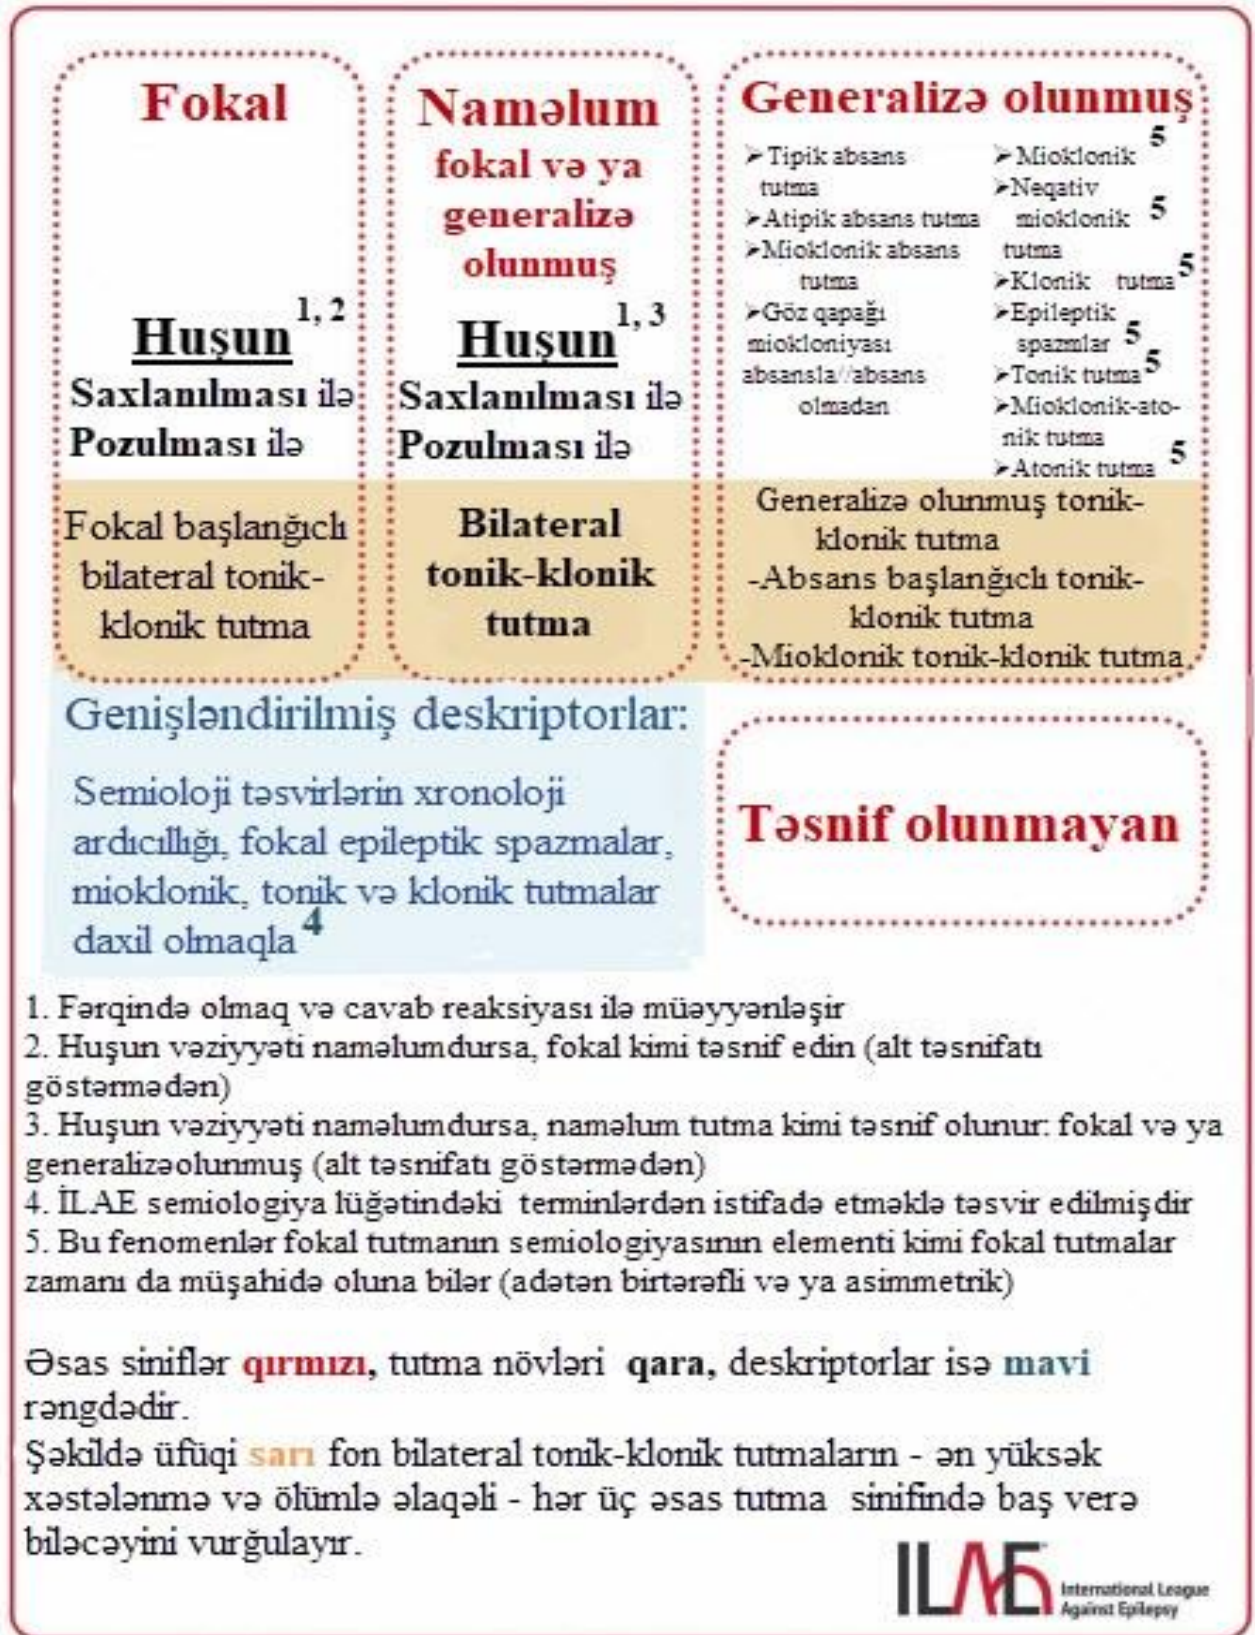 Fokal
Huşun 1, 2
Saxlanılması ilə
Pozulması ilə
Fokal başlanğıclı
bilateral tonik-
klonik tutma
Naməlum
fokal və ya
generalizə
olunmuş
Huşun 1, 3
Saxlanılması ilə
Pozulması ilə
Bilateral
tonik-klonik
tutma
Generalizə olunmuş
➤Tipik absans
tutma
➤Atipik absans tutma
➤Mioklonik absans
tutma
➤Göz qapağı
miokloniyası
absansla//absans
olmadan
➤Mioklonik 5
➤Neqativ
mioklonik 5
tutma
➤Klonik tutma 5
➤Epileptik
spazmlar 5
➤Tonik tutma 5
➤Mioklonik-ato-
nik tutma
➤Atonik tutma 5
Generalizə olunmuş tonik-
klonik tutma
-Absans başlanğıclı tonik-
klonik tutma
-Mioklonik tonik-klonik tutma
Genişləndirilmiş deskriptorlar:
Semioloji təsvirlərin xronoloji
ardıcıllığı, fokal epileptik spazmalar,
mioklonik, tonik və klonik tutmalar
daxil olmaqla 4
Təsnif olunmayan
1. Fərqində olmaq və cavab reaksiyası ilə müəyyənləşir
2. Huşun vəziyyəti naməlumdursa, fokal kimi təsnif edin (alt təsnifatı
göstərmədən)
3. Huşun vəziyyəti naməlumdursa, naməlum tutma kimi təsnif olunur: fokal və ya
generalizəolunmuş (alt təsnifatı göstərmədən)
4. İLAE semiologiya lüğətindəki terminlərdən istifadə etməklə təsvir edilmişdir
5. Bu fenomenlər fokal tutmanın semiologiyasının elementi kimi fokal tutmalar
zamanı da müşahidə oluna bilər (adətən birtərəfli və ya asimmetrik)
Əsas siniflər qırmızı, tutma növləri qara, deskriptorlar isə mavi
rəngdədir.
Şəkildə üfüqi sarı fon bilateral tonik-klonik tutmaların - ən yüksək
xəstələnmə və ölümlə əlaqəli - hər üç əsas tutma sinifində baş verə
biləcəyini vurğulayır.
ILAE
International League
Against Epilepsy